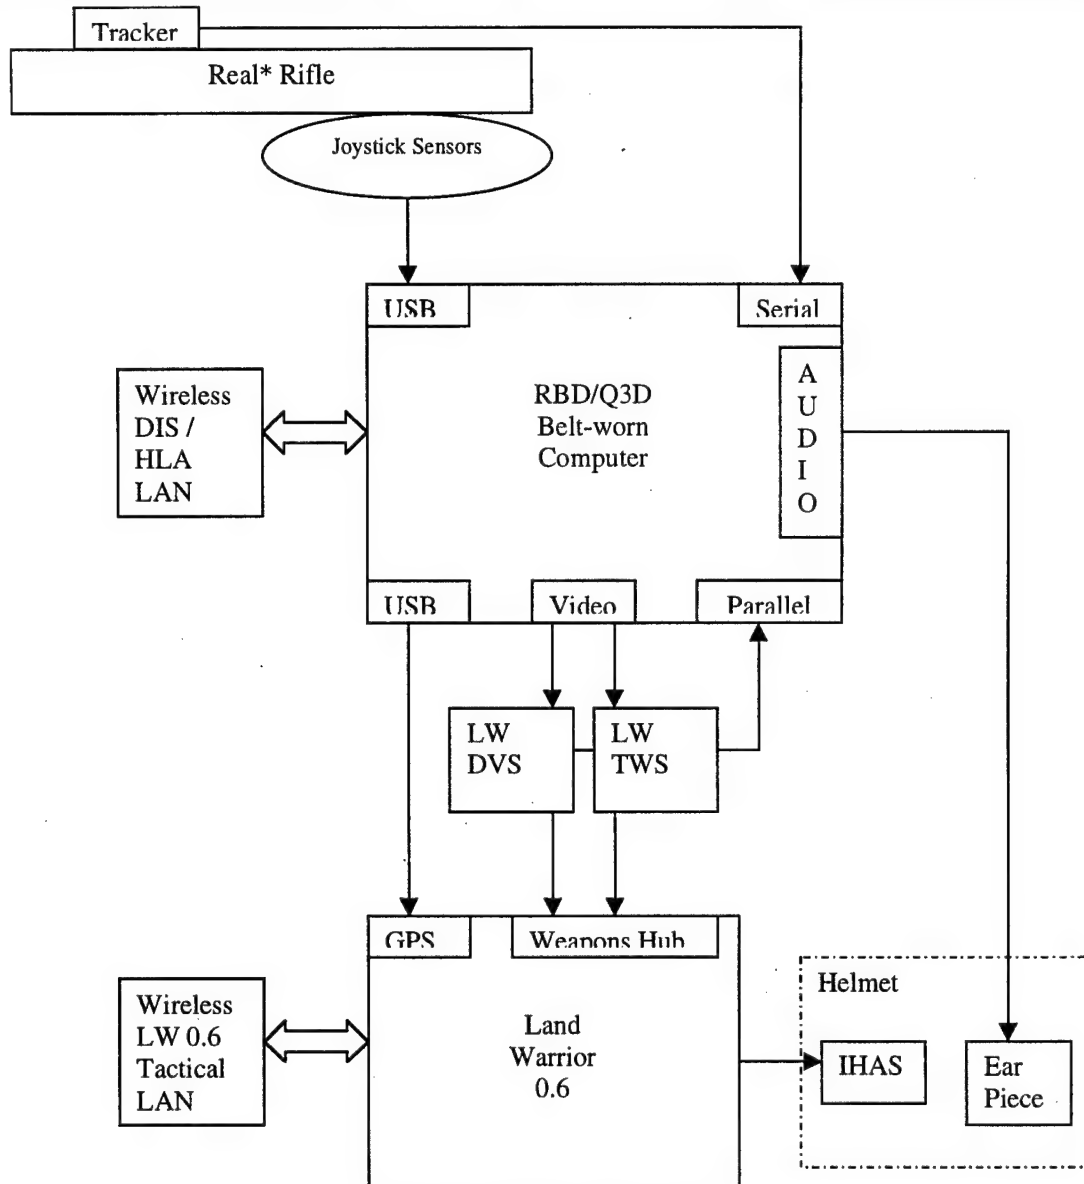 Tracker
Real* Rifle
Joystick Sensors
USB
Serial
Wireless
DIS /
HLA
LAN
RBD/Q3D
Belt-worn
Computer
A
U
D
I
O
USB
Video
Parallel
LW
DVS
LW
TWS
GPS
Weapons Hub
Wireless
LW 0.6
Tactical
LAN
Land
Warrior
0.6
Helmet
IHAS
Ear
Piece